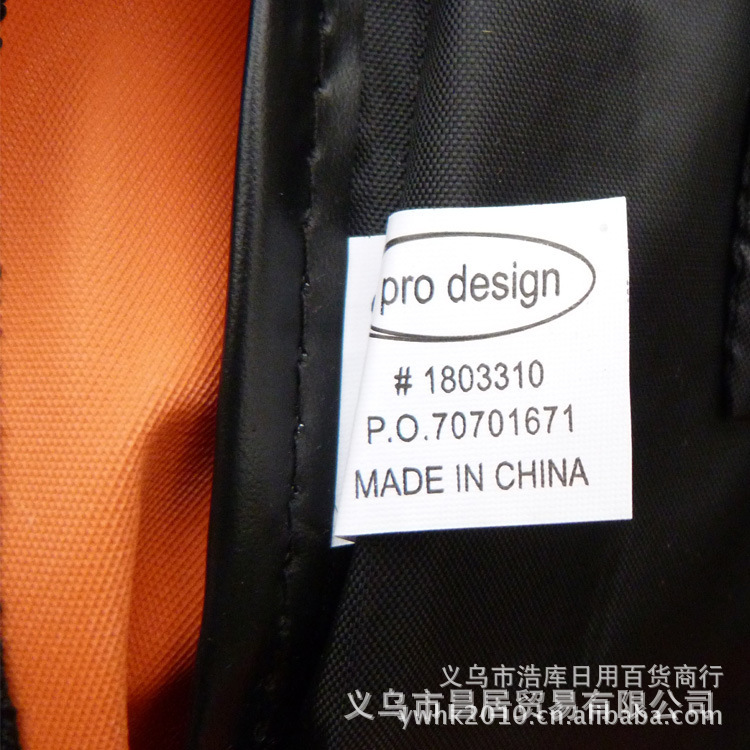 pro design
# 1803310
P.O.70701671
MADE IN CHINA
义乌市浩库日用百货商行
义乌市昌居贸易有限公司
ywhk2010.cn.alibaba.com